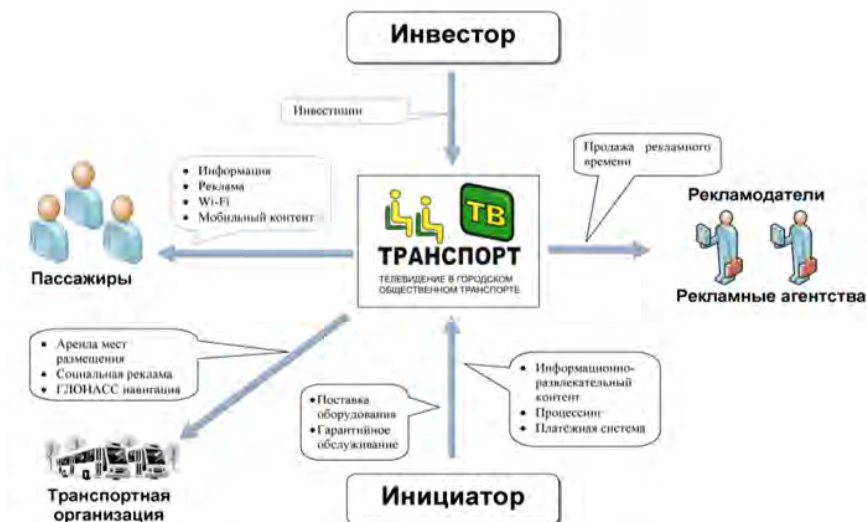 Инвестор
Инвестиции
Продажа рекламного
времени
• Информация
• Реклама
• Wi-Fi
• Мобильный контент
Рекламодатели
ТВ
ТРАНСПОРТ
ТЕЛЕВИДЕНИЕ В ГОРОДСКОМ
ОБЩЕСТВЕННОМ ТРАНСПОРТЕ
Пассажиры
Рекламные агентства
• Аренда мест
размещения
• Социальная реклама
• ГЛОНАСС навигация
• Информационно-
развлекательный
контент
• Процессинг
• Платёжная система
•Поставка
оборудования
•Гарантийное
обслуживание
Транспортная
организация
Инициатор